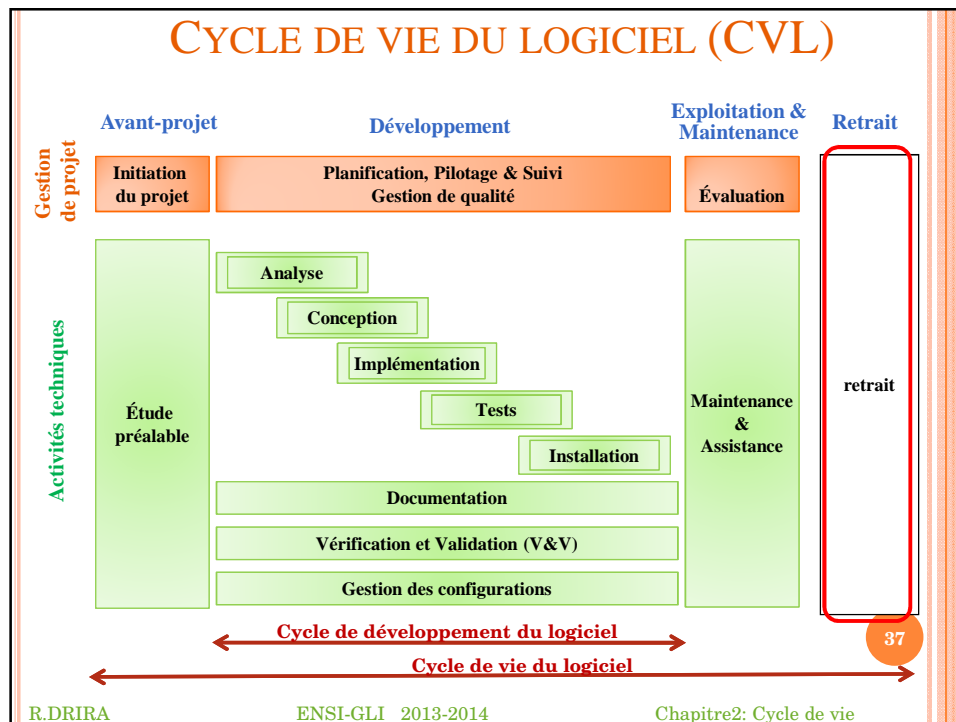 CYCLE DE VIE DU LOGICIEL (CVL)
Avant-projet
Développement
Exploitation &
Maintenance
Retrait
Gestion
de projet
Initiation
du projet
Planification, Pilotage & Suivi
Gestion de qualité
Évaluation
Activités techniques
Étude
préalable
Analyse
Conception
Implémentation
Tests
Installation
Documentation
Vérification et Validation (V&V)
Gestion des configurations
Maintenance
&
Assistance
retrait
Cycle de développement du logiciel
37
Cycle de vie du logiciel
R.DRIRA
ENSI-GLI 2013-2014
Chapitre2: Cycle de vie